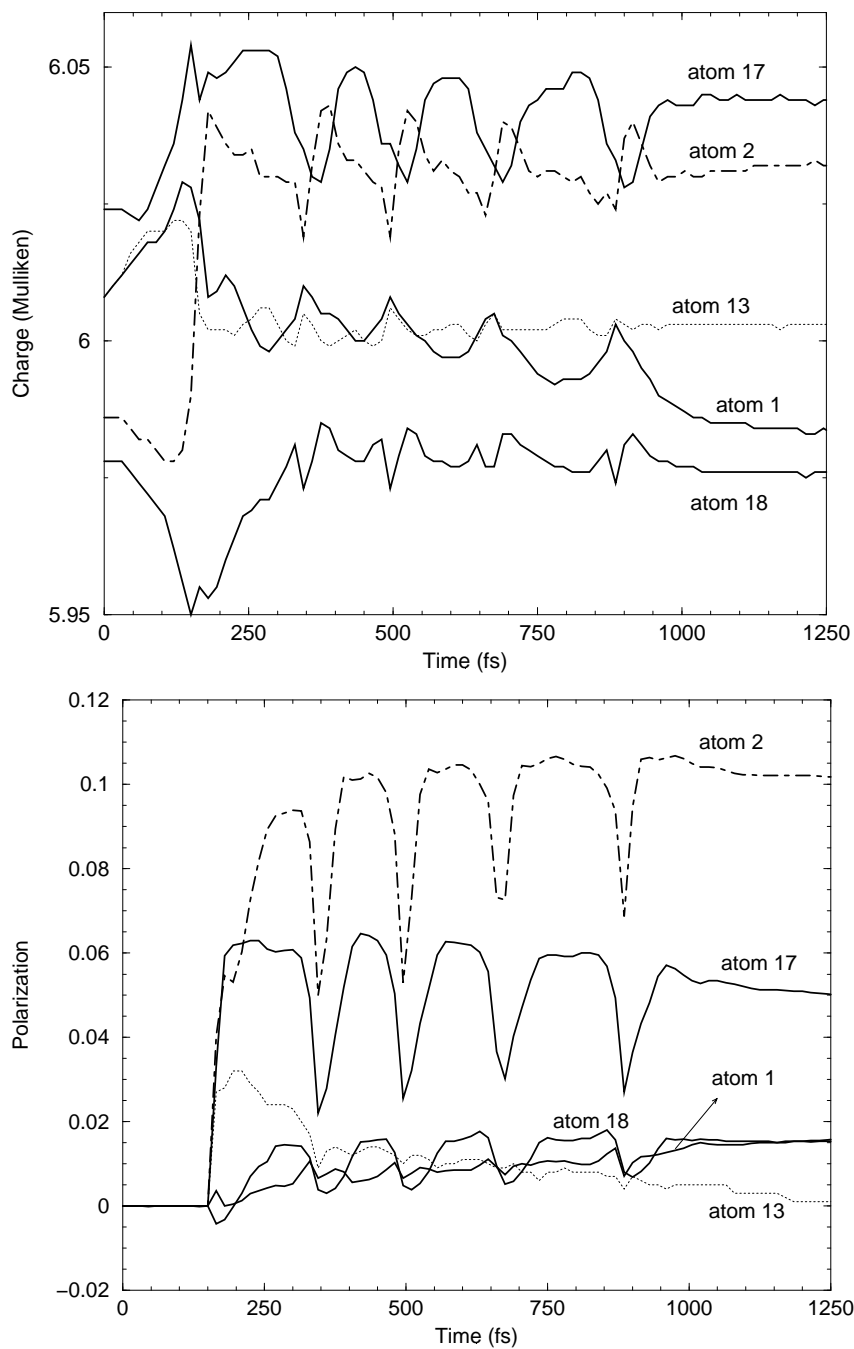 6.05
6
5.95
Charge (Mulliken)
atom 17
atom 2
atom 13
atom 1
atom 18
0 250 500 750 1000 1250
Time (fs)
0.12
0.1
0.08
0.06
0.04
0.02
0
−0.02
Polarization
atom 2
atom 17
atom 1
atom 18
atom 13
0 250 500 750 1000 1250
Time (fs)